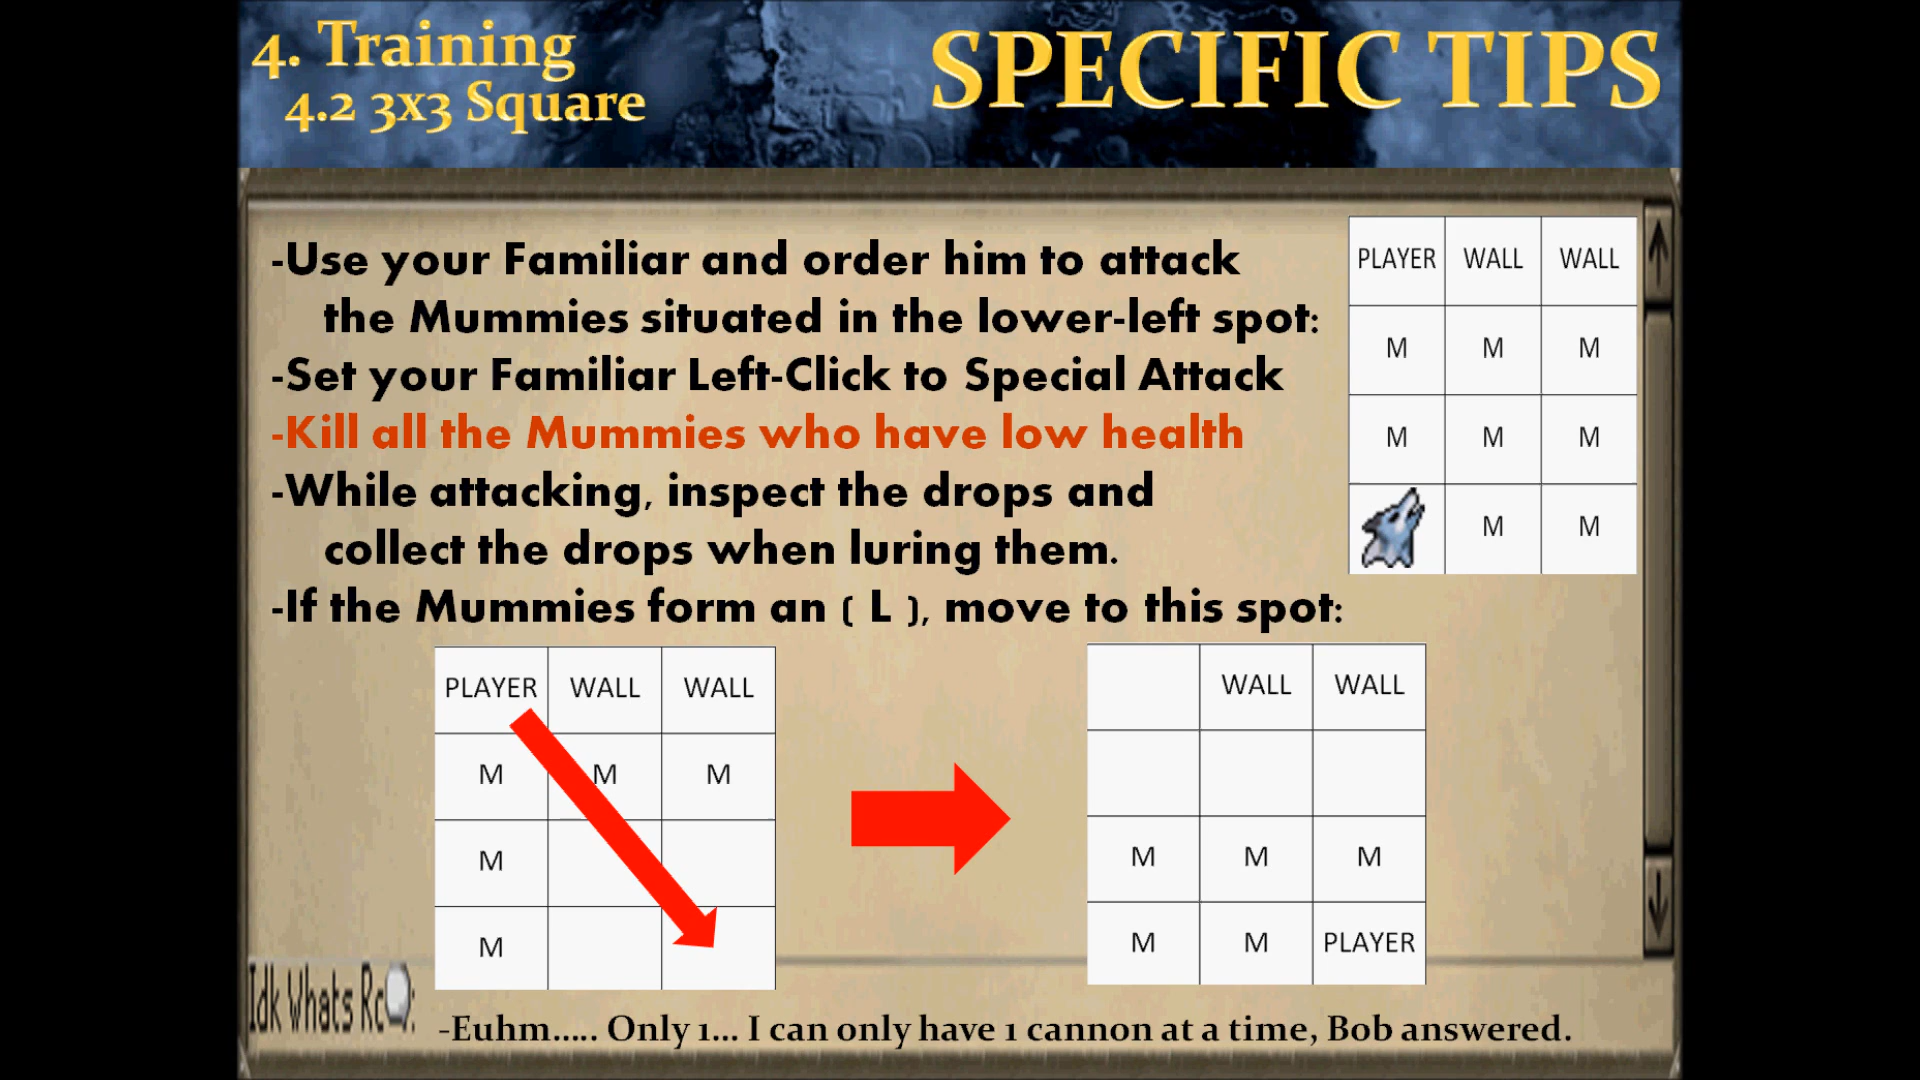 4. Training
4.2 3x3 Square
SPECIFIC TIPS
-Use your Familiar and order him to attack
the Mummies situated in the lower-left spot:
-Set your Familiar Left-Click to Special Attack
-Kill all the Mummies who have low health
-While attacking, inspect the drops and
collect the drops when luring them.
-If the Mummies form an ( L ), move to this spot:
PLAYER WALL WALL
M M M
M M M
M M
PLAYER WALL WALL
M M M
M
M
WALL WALL
M M M
M M PLAYER
Idk Whats Rc
-Euhm..... Only 1... I can only have 1 cannon at a time, Bob answered.